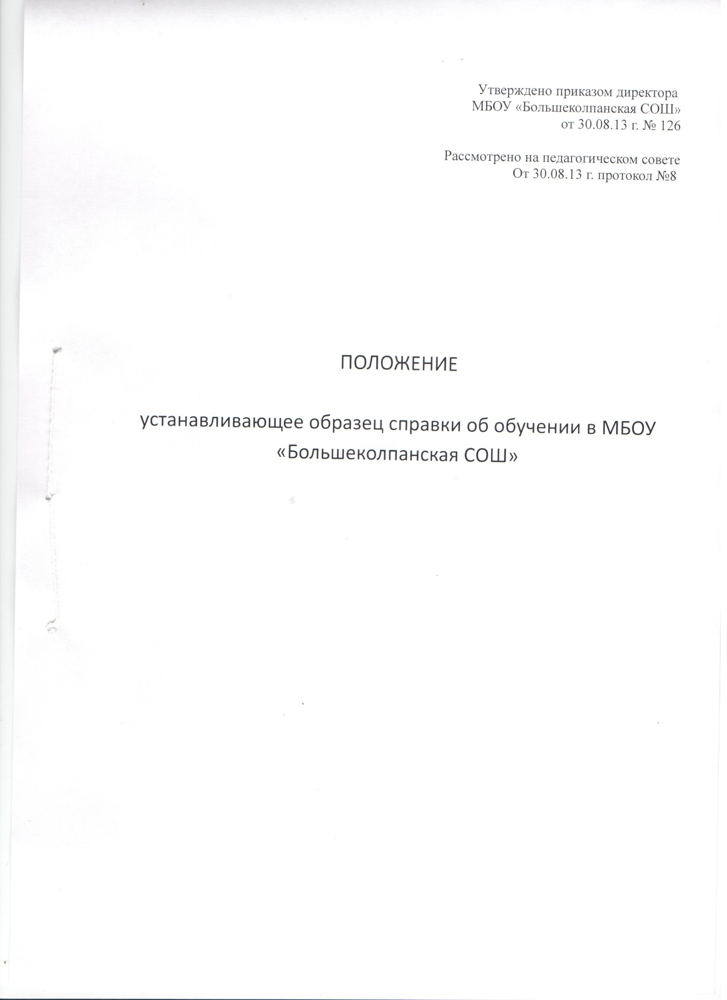 Утверждено приказом директора
МБОУ «Большеколпанская СОШ»
от 30.08.13 г. № 126
Рассмотрено на педагогическом совете
От 30.08.13 г. протокол №8
ПОЛОЖЕНИЕ
устанавливающее образец справки об обучении в МБОУ
«Большеколпанская СОШ»